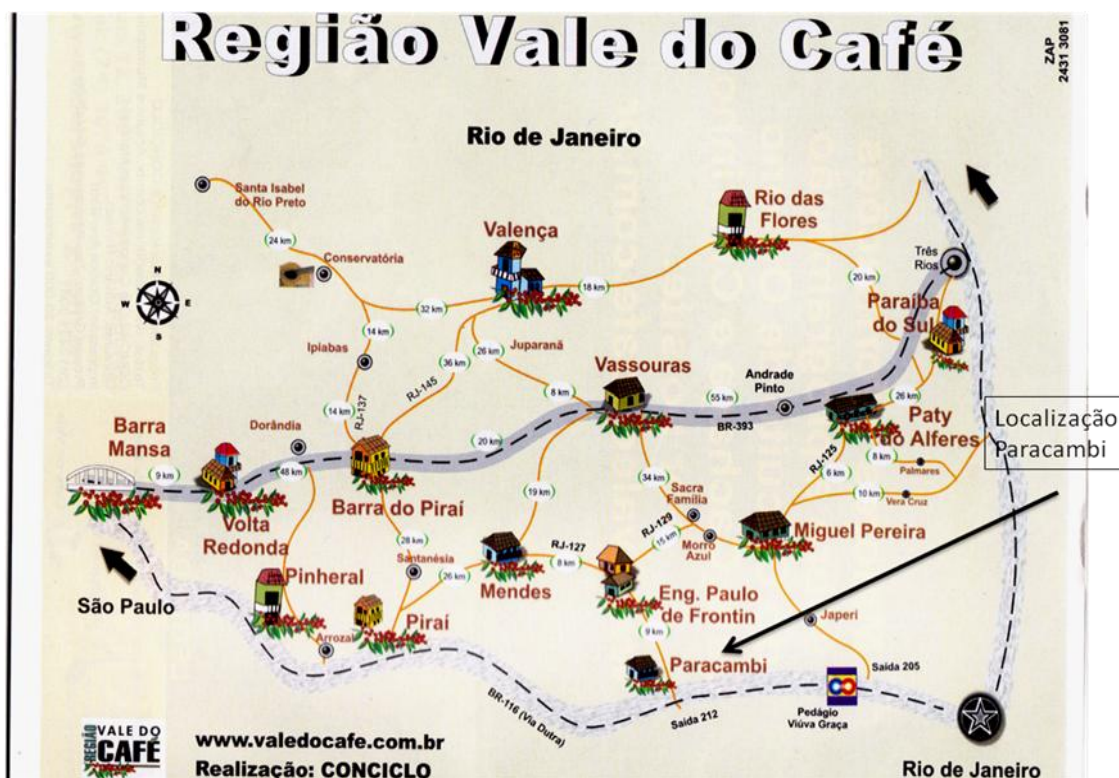 Região Vale do Café
ZAP
2431 3081
Rio de Janeiro
Santa Isabel
do Rio Preto
24 km
Conservatória
Valença
Rio das
Flores
Três
Rios
N
W
E
S
32 km
18 km
20 km
Paraíba
do Sul
14 km
Ipiabas
36 km
26 km
Juparanã
RJ-145
Vassouras
8 km
55 km
Andrade
Pinto
BR-393
26 km
Localização
Paracambi
14 km
RJ-137
Barra
Mansa
9 km
Dorândia
48 km
20 km
Paty
do Alferes
RJ-125
8 km
Palmares
6 km
10 km
Vera Cruz
Volta
Redonda
Barra do Piraí
19 km
34 km
Sacra
Família
Morro
Azul
Miguel Pereira
28 km
Santanésia
26 km
Mendes
RJ-127
8 km
RJ-129
15 km
Eng. Paulo
de Frontin
Pinheral
São Paulo
Arrozal
Piraí
9 km
Japeri
Paracambi
Saída 205
BR-116 (Via Dutra)
Saída 212
Pedágio
Viúva Graça
REGIÃO
VALE DO
CAFÉ
www.valedocafe.com.br
Realização: CONCICLO
Rio de Janeiro